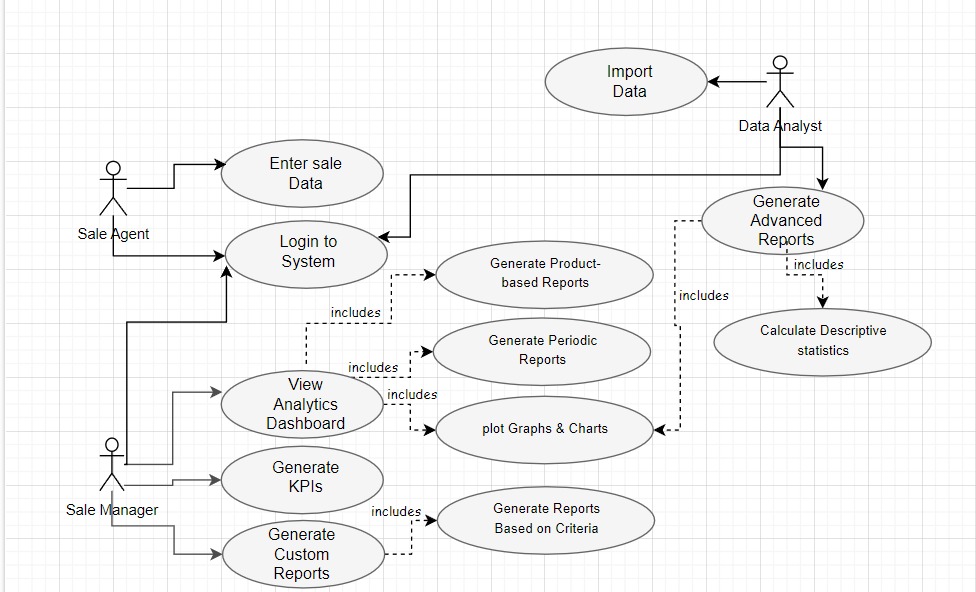 Import
Data
Data Analyst
Enter sale
Data
Sale Agent
Login to
System
Generate
Advanced
Reports
includes
includes
Calculate Descriptive
statistics
Generate Product-
based Reports
includes
Generate Periodic
Reports
includes
View
Analytics
Dashboard
includes
plot Graphs & Charts
Sale Manager
Generate
KPIs
includes
Generate Reports
Based on Criteria
Generate
Custom
Reports